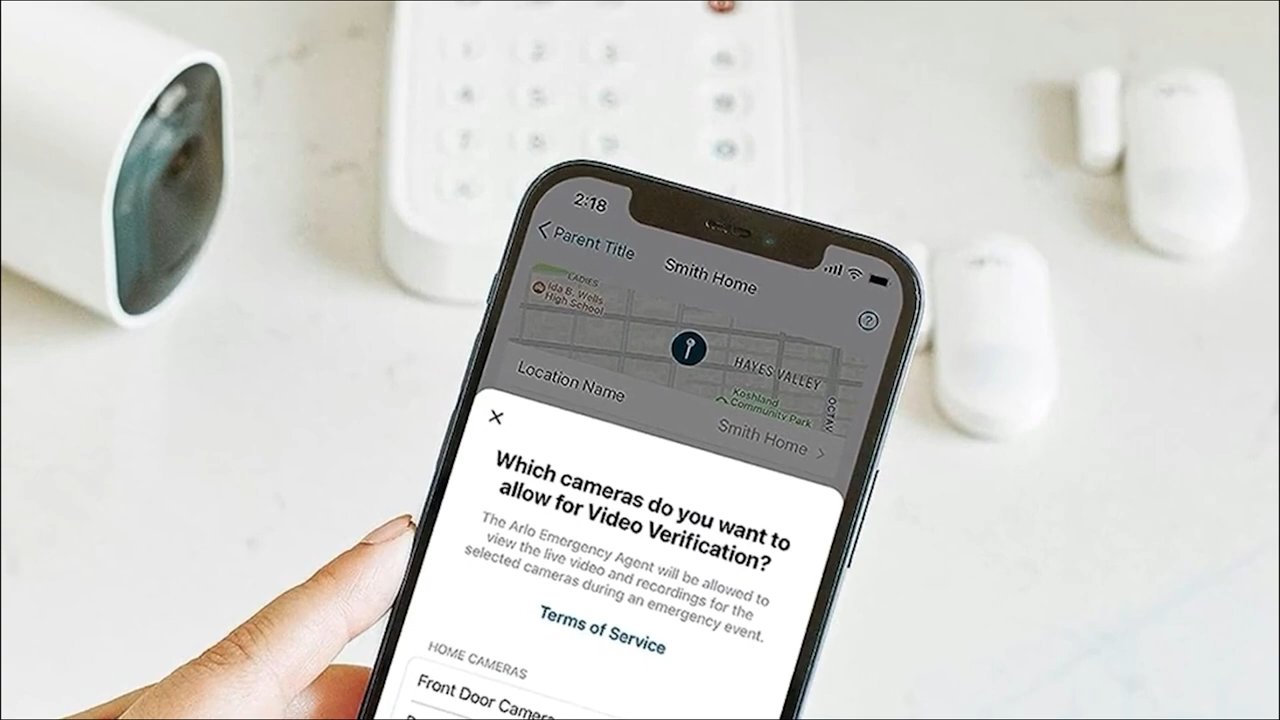 2:18
Parent Title
Smith Home
LADIES
Ida B. Wells
High School
HAYES VALLEY
Koshland
Community Park
OCTAV
Location Name
Smith Home
Which cameras do you want to
allow for Video Verification?
The Arlo Emergency Agent will be allowed to
view the live video and recordings for the
selected cameras during an emergency event.
Terms of Service
HOME CAMERAS
Front Door Camera